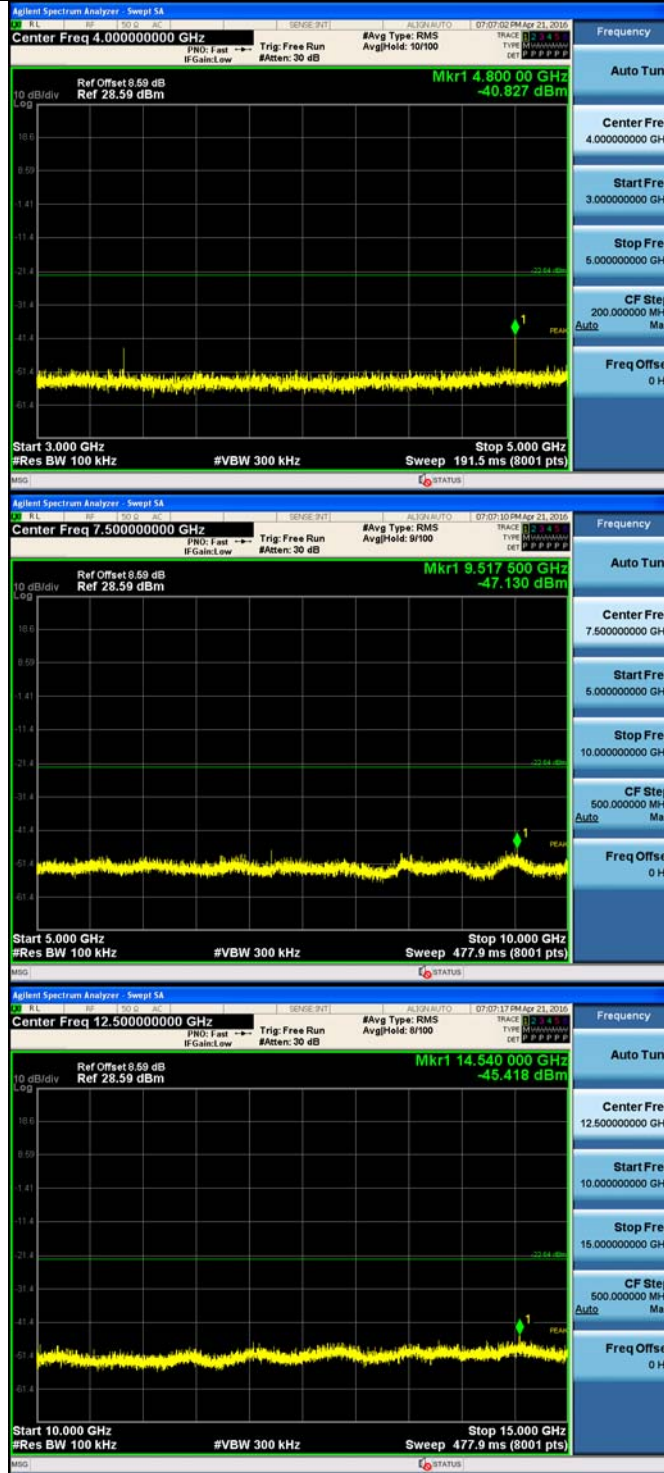 Agilent Spectrum Analyzer - Swept SA
RL RF 50 Ω AC SENSE:INT ALIGN AUTO 07:07:02 PM Apr 21, 2016
Center Freq 4.000000000 GHz #Avg Type: RMS TRACE 1 2 3 4 5 6 Frequency
PNO: Fast Trig: Free Run Avg|Hold: 10/100 TYPE M
IFGain:Low #Atten: 30 dB DET P P P P P P
Auto Tun
Mkr1 4.800 00 GHz
Ref Offset 8.59 dB
10 dB/div Ref 28.59 dBm -40.827 dBm
Log
Center Fre
4.000000000 GH
18.6
8.59
Start Fre
3.000000000 GH
-1.41
-11.4
Stop Fre
5.000000000 GH
-21.4
-22.64 dBm
-31.4
CF Ste
200.000000 MH
Auto Ma
1
PEAK
-41.4
-51.4
Freq Offse
0 H
-61.4
Start 3.000 GHz Stop 5.000 GHz
#Res BW 100 kHz #VBW 300 kHz Sweep 191.5 ms (8001 pts)
MSG STATUS
Agilent Spectrum Analyzer - Swept SA
RL RF 50 Ω AC SENSE:INT ALIGN AUTO 07:07:10 PM Apr 21, 2016
Center Freq 7.500000000 GHz #Avg Type: RMS TRACE 1 2 3 4 5 6 Frequency
PNO: Fast Trig: Free Run Avg|Hold: 9/100 TYPE M
IFGain:Low #Atten: 30 dB DET P P P P P P
Auto Tun
Mkr1 9.517 500 GHz
Ref Offset 8.59 dB
10 dB/div Ref 28.59 dBm -47.130 dBm
Log
Center Fre
7.500000000 GH
18.6
8.59
Start Fre
5.000000000 GH
-1.41
-11.4
Stop Fre
10.000000000 GH
-21.4
-22.64 dBm
-31.4
CF Ste
500.000000 MH
Auto Ma
-41.4
1
PEAK
-51.4
Freq Offse
0 H
-61.4
Start 5.000 GHz Stop 10.000 GHz
#Res BW 100 kHz #VBW 300 kHz Sweep 477.9 ms (8001 pts)
MSG STATUS
Agilent Spectrum Analyzer - Swept SA
RL RF 50 Ω AC SENSE:INT ALIGN AUTO 07:07:17 PM Apr 21, 2016
Center Freq 12.500000000 GHz #Avg Type: RMS TRACE 1 2 3 4 5 6 Frequency
PNO: Fast Trig: Free Run Avg|Hold: 8/100 TYPE M
IFGain:Low #Atten: 30 dB DET P P P P P P
Auto Tun
Mkr1 14.540 000 GHz
Ref Offset 8.59 dB
10 dB/div Ref 28.59 dBm -45.418 dBm
Log
Center Fre
12.500000000 GH
18.6
8.59
Start Fre
10.000000000 GH
-1.41
-11.4
Stop Fre
15.000000000 GH
-21.4
-22.64 dBm
-31.4
CF Ste
500.000000 MH
Auto Ma
-41.4
1
PEAK
-51.4
Freq Offse
0 H
-61.4
Start 10.000 GHz Stop 15.000 GHz
#Res BW 100 kHz #VBW 300 kHz Sweep 477.9 ms (8001 pts)
MSG STATUS